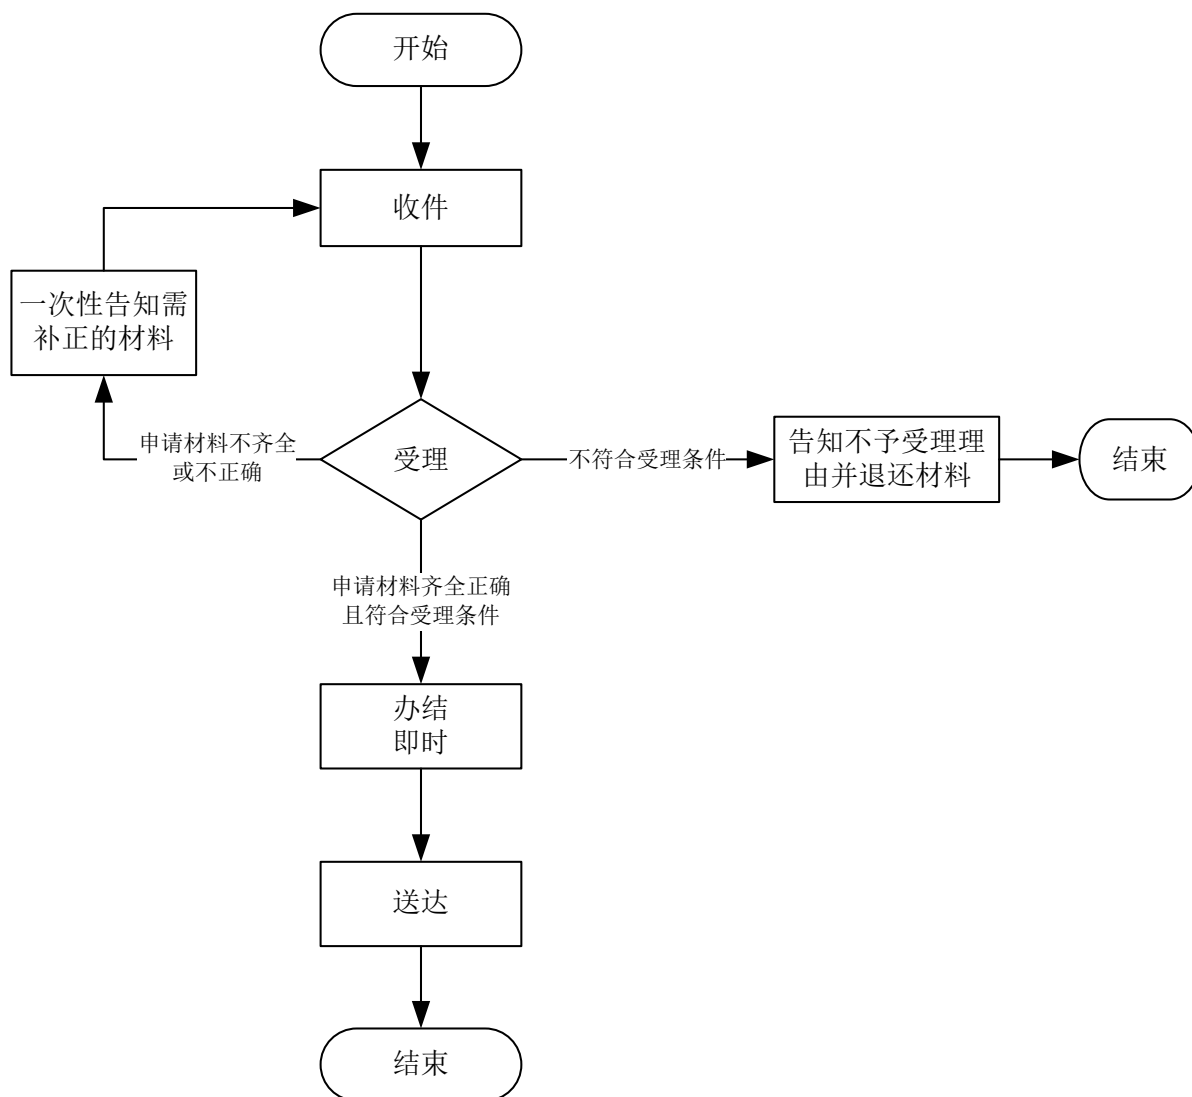 开始
收件
一次性告知需
补正的材料
申请材料不齐全
或不正确
受理
不符合受理条件
告知不予受理理
由并退还材料
结束
申请材料齐全正确
且符合受理条件
办结
即时
送达
结束